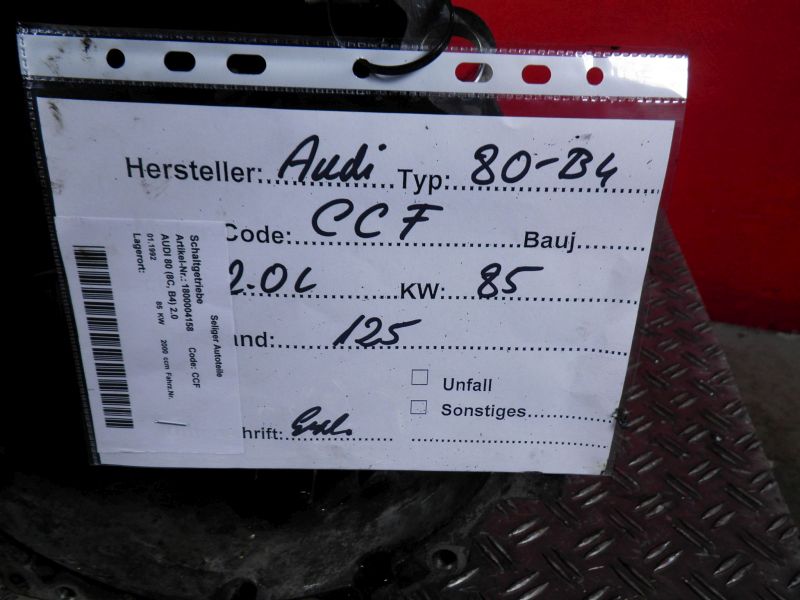 Hersteller: Audi Typ: 80-B4
Code: CCF Bauj
2.0L KW: 85
and: 125
Unfall
Sonstiges
hrift:
Seliger Autoteile
Schaltgetriebe
Artikel-Nr.: 1800004158 Code: CCF
AUDI 80 (8C, B4) 2.0
01.1992 85 KW 2000 ccm Fahrz.Nr.
Lagerort: